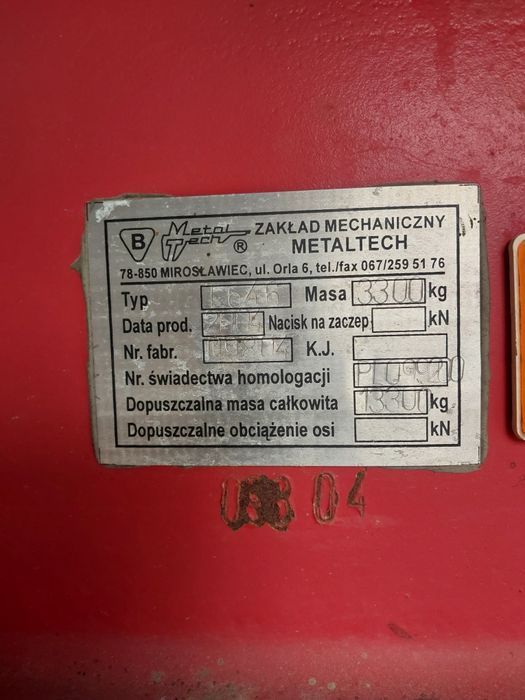 B Metal Tech ® ZAKŁAD MECHANICZNY
METALTECH
78-850 MIROSŁAWIEC, ul. Orla 6, tel./fax 067/259 51 76
Typ Masa 3300 kg
Data prod. Nacisk na zaczep kN
Nr. fabr. K.J.
Nr. świadectwa homologacji
Dopuszczalna masa całkowita 13300 kg
Dopuszczalne obciążenie osi kN
04